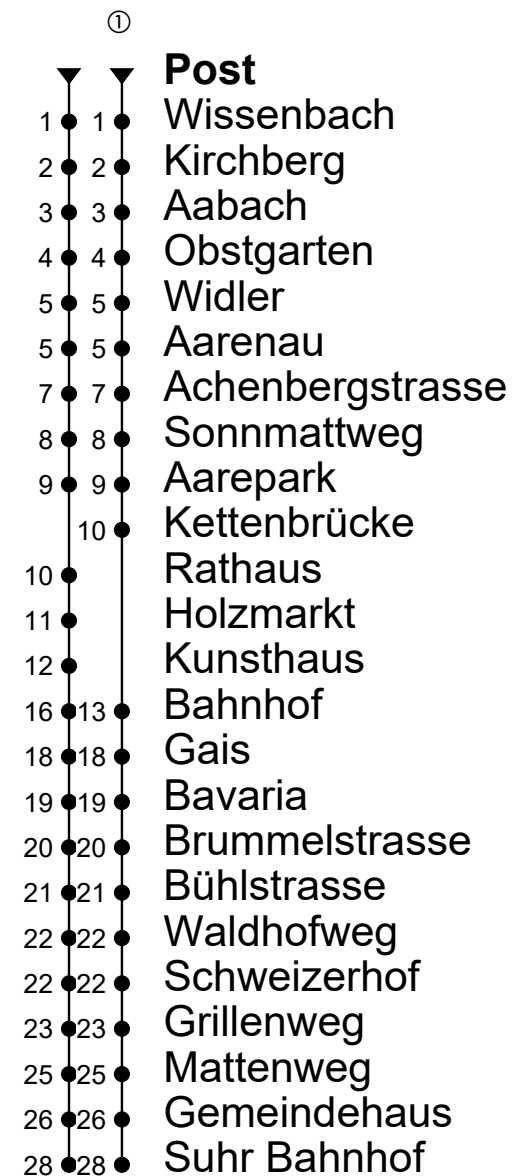 ①
Post
1 1 Wissenbach
2 2 Kirchberg
3 3 Aabach
4 4 Obstgarten
5 5 Widler
5 5 Aarenau
7 7 Achenbergstrasse
8 8 Sonnmattweg
9 9 Aarepark
10 Kettenbrücke
10 Rathaus
11 Holzmarkt
12 Kunsthaus
16 13 Bahnhof
18 18 Gais
19 19 Bavaria
20 20 Brummelstrasse
21 21 Bühlstrasse
22 22 Waldhofweg
22 22 Schweizerhof
23 23 Grillenweg
25 25 Mattenweg
26 26 Gemeindehaus
28 28 Suhr Bahnhof